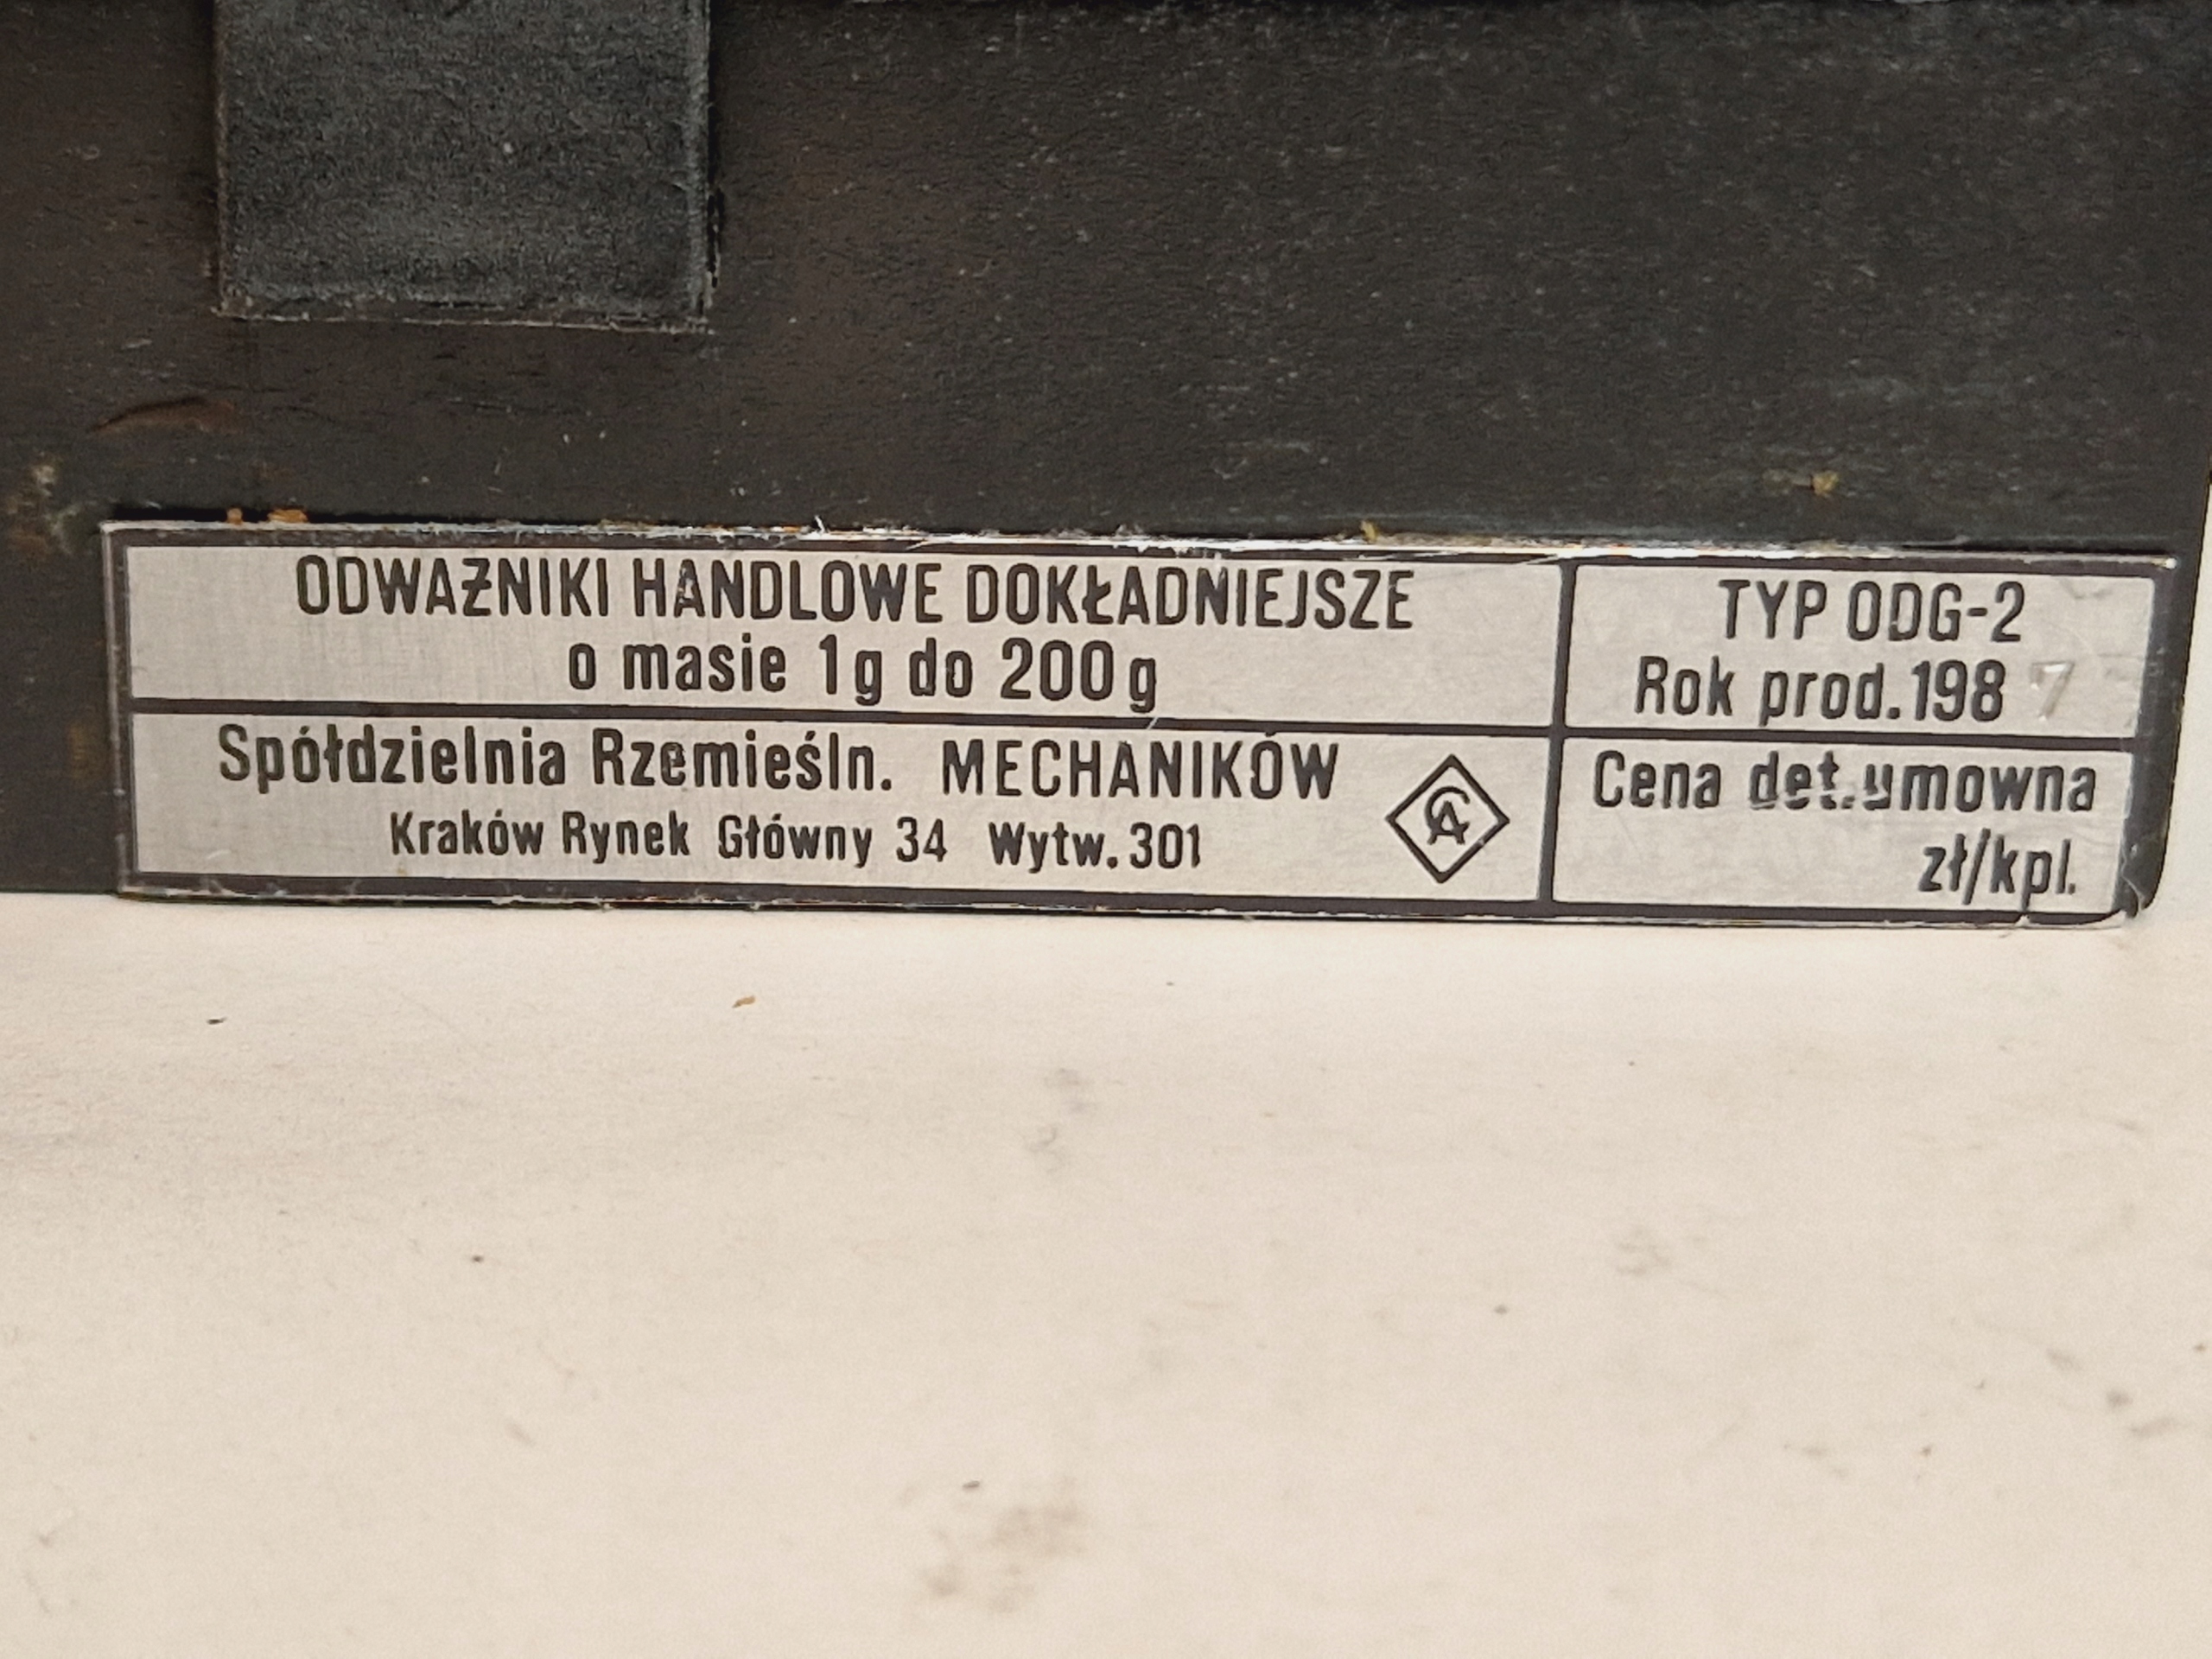 ODWAŻNIKI HANDLOWE DOKŁADNIEJSZE
o masie 1g do 200g
TYP ODG-2
Rok prod.1987
Spółdzielnia Rzemieśln. MECHANIKÓW
Kraków Rynek Główny 34 Wytw.301
Cena det.umowna
zł/kpl.